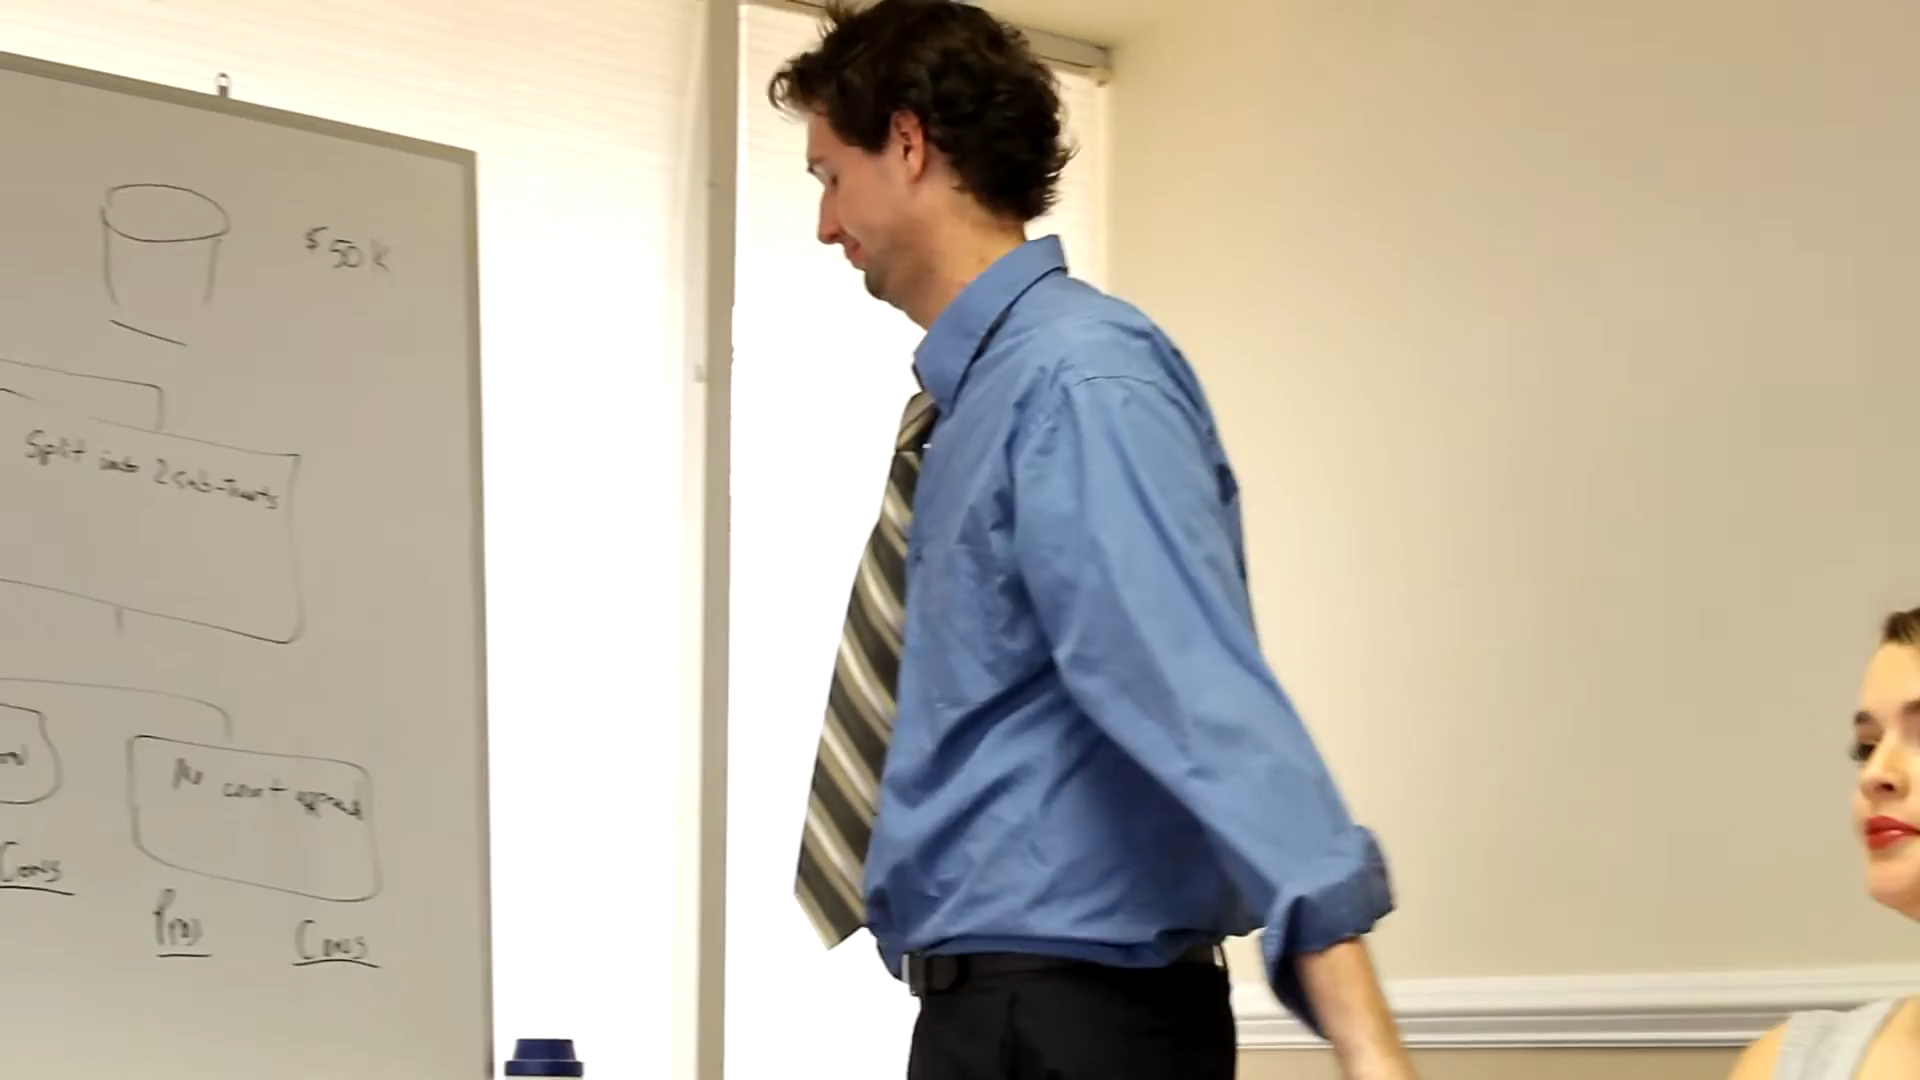 $50K
Split into 2 sub-Trusts
No court approval
Cons
Pros
Cons